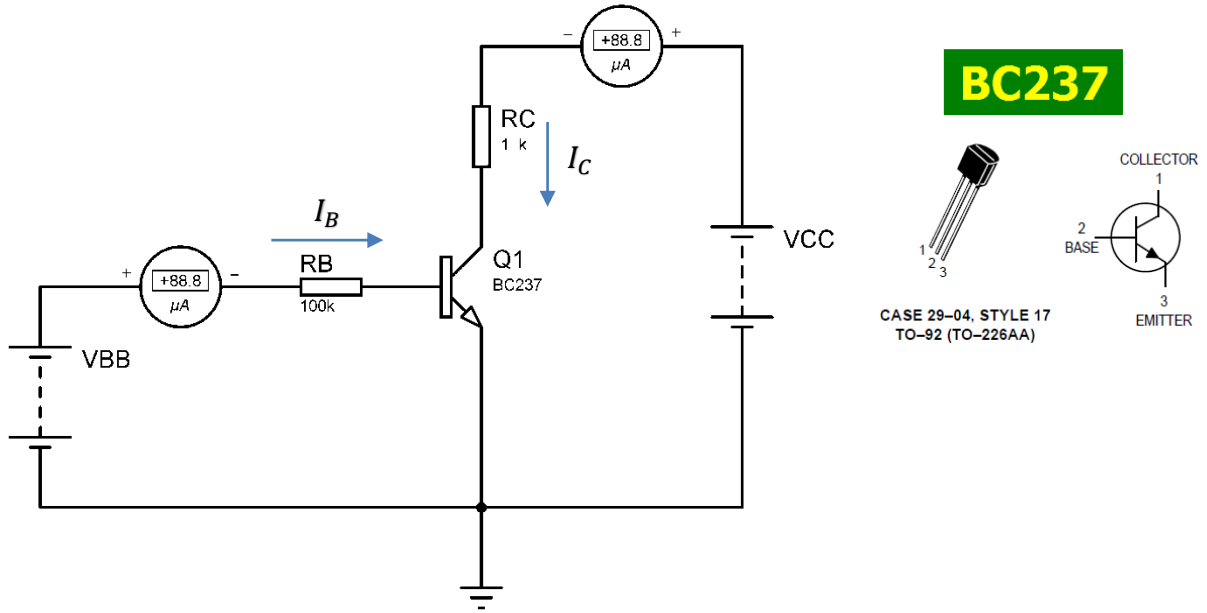 − +88.8 +
µA
BC237
RC
1 k
I_C
COLLECTOR
1
I_B
2
BASE
VCC
Q1
BC237
+ +88.8 −
µA
RB
100k
1
2
3
3
EMITTER
CASE 29–04, STYLE 17
TO–92 (TO–226AA)
VBB